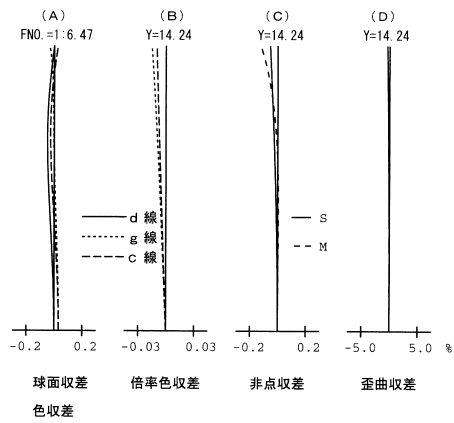 (A) (B) (C) (D)
FNO.=1:6.47 Y=14.24 Y=14.24 Y=14.24
d 線
g 線
c 線
S
M
-0.2 0.2 -0.03 0.03 -0.2 0.2 -5.0 5.0 %
球面収差 倍率色収差 非点収差 歪曲収差
色収差